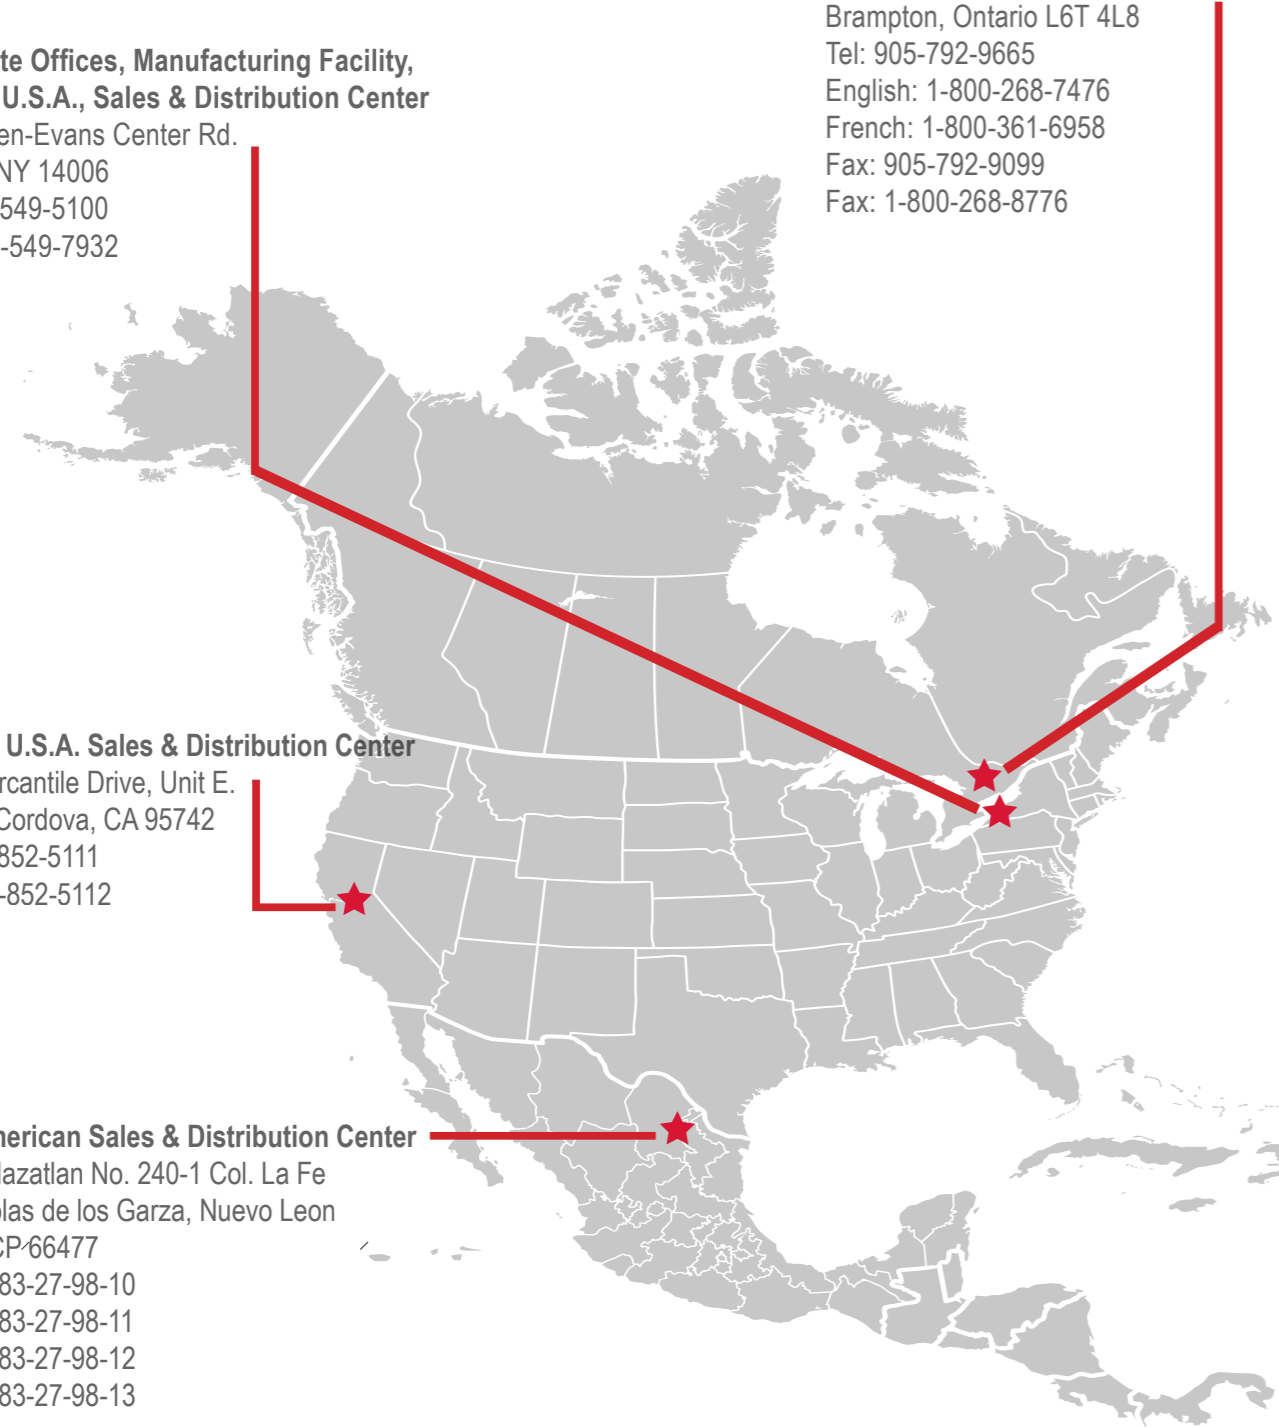 te Offices, Manufacturing Facility,
U.S.A., Sales & Distribution Center
en-Evans Center Rd.
NY 14006
549-5100
-549-7932
Brampton, Ontario L6T 4L8
Tel: 905-792-9665
English: 1-800-268-7476
French: 1-800-361-6958
Fax: 905-792-9099
Fax: 1-800-268-8776
U.S.A. Sales & Distribution Center
rcantile Drive, Unit E.
Cordova, CA 95742
852-5111
-852-5112
merican Sales & Distribution Center
Mazatlan No. 240-1 Col. La Fe
olas de los Garza, Nuevo Leon
CP 66477
83-27-98-10
83-27-98-11
83-27-98-12
83-27-98-13